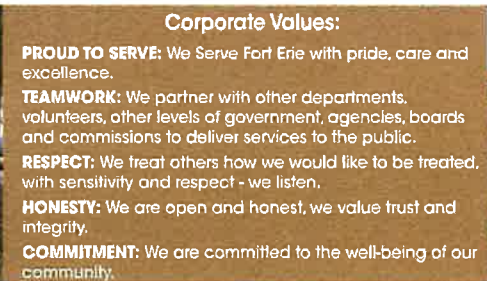 Corporate Values:
PROUD TO SERVE: We Serve Fort Erie with pride, care and
excellence.
TEAMWORK: We partner with other departments,
volunteers, other levels of government, agencies, boards
and commissions to deliver services to the public.
RESPECT: We treat others how we would like to be treated,
with sensitivity and respect - we listen.
HONESTY: We are open and honest, we value trust and
integrity.
COMMITMENT: We are committed to the well-being of our
community.